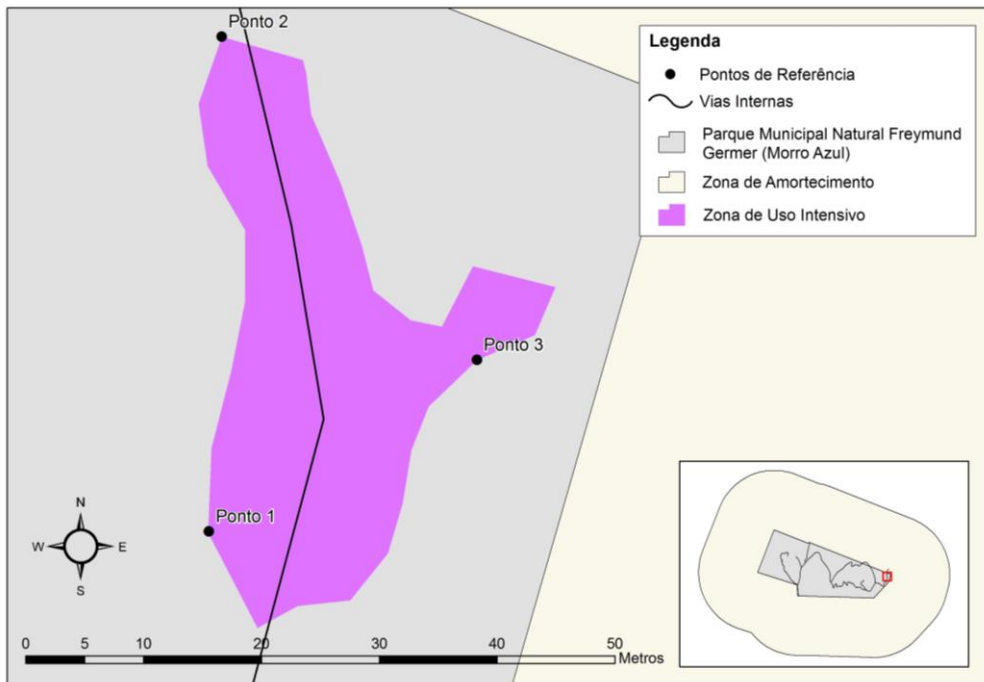 Ponto 2
Legenda
Pontos de Referência
Vias Internas
Parque Municipal Natural Freymund
Germer (Morro Azul)
Zona de Amortecimento
Zona de Uso Intensivo
Ponto 3
Ponto 1
N
W E
S
0 5 10 20 30 40 50
Metros